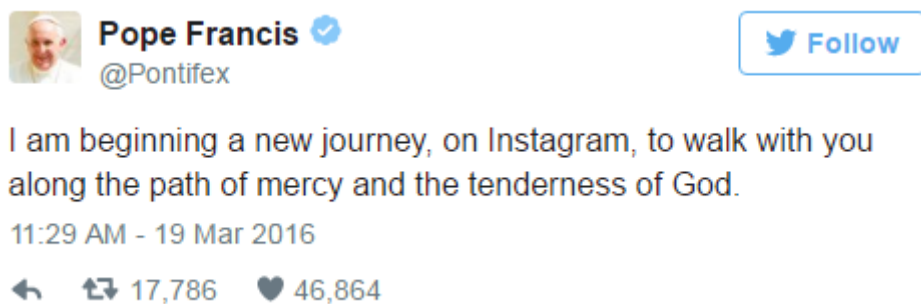 Pope Francis
@Pontifex
Follow
I am beginning a new journey, on Instagram, to walk with you
along the path of mercy and the tenderness of God.
11:29 AM - 19 Mar 2016
17,786 46,864